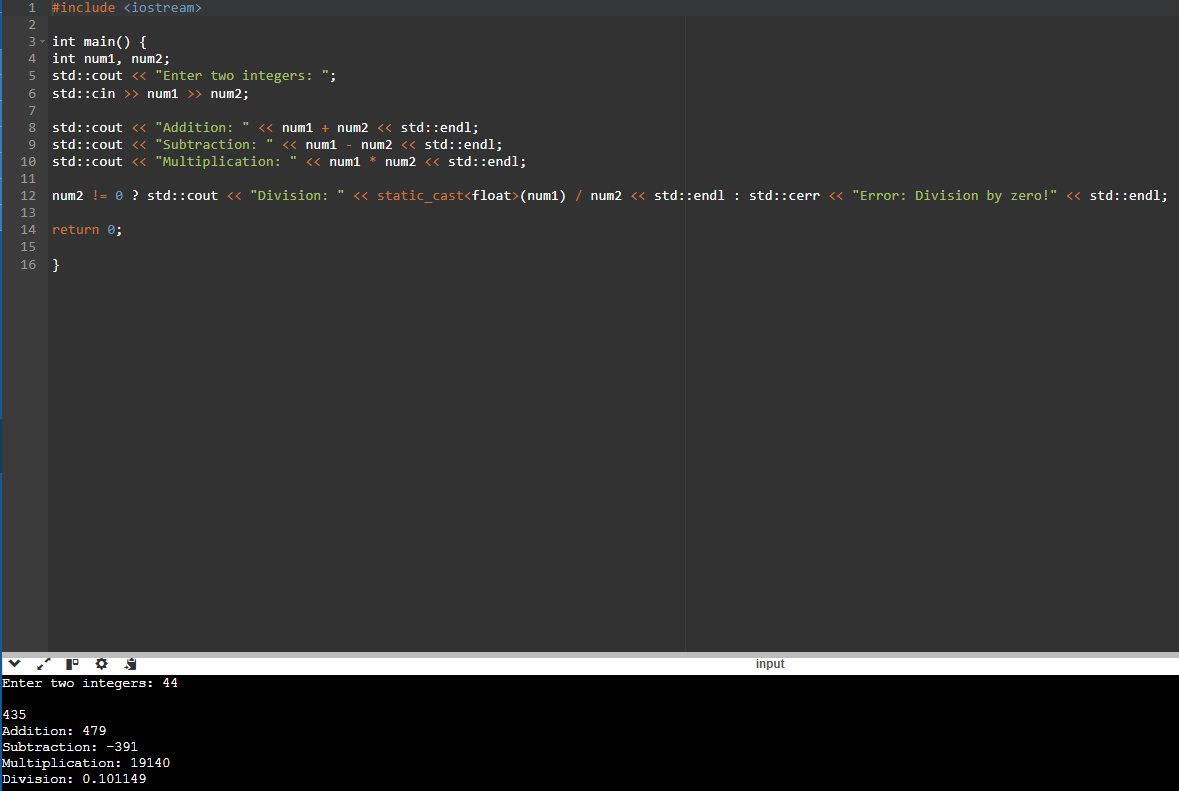 1 #include <iostream>
2
3 int main() {
4 int num1, num2;
5 std::cout << "Enter two integers: ";
6 std::cin >> num1 >> num2;
7
8 std::cout << "Addition: " << num1 + num2 << std::endl;
9 std::cout << "Subtraction: " << num1 - num2 << std::endl;
10 std::cout << "Multiplication: " << num1 * num2 << std::endl;
11
12 num2 != 0 ? std::cout << "Division: " << static_cast<float>(num1) / num2 << std::endl : std::cerr << "Error: Division by zero!" << std::endl;
13
14 return 0;
15
16 }
input
Enter two integers: 44
435
Addition: 479
Subtraction: -391
Multiplication: 19140
Division: 0.101149